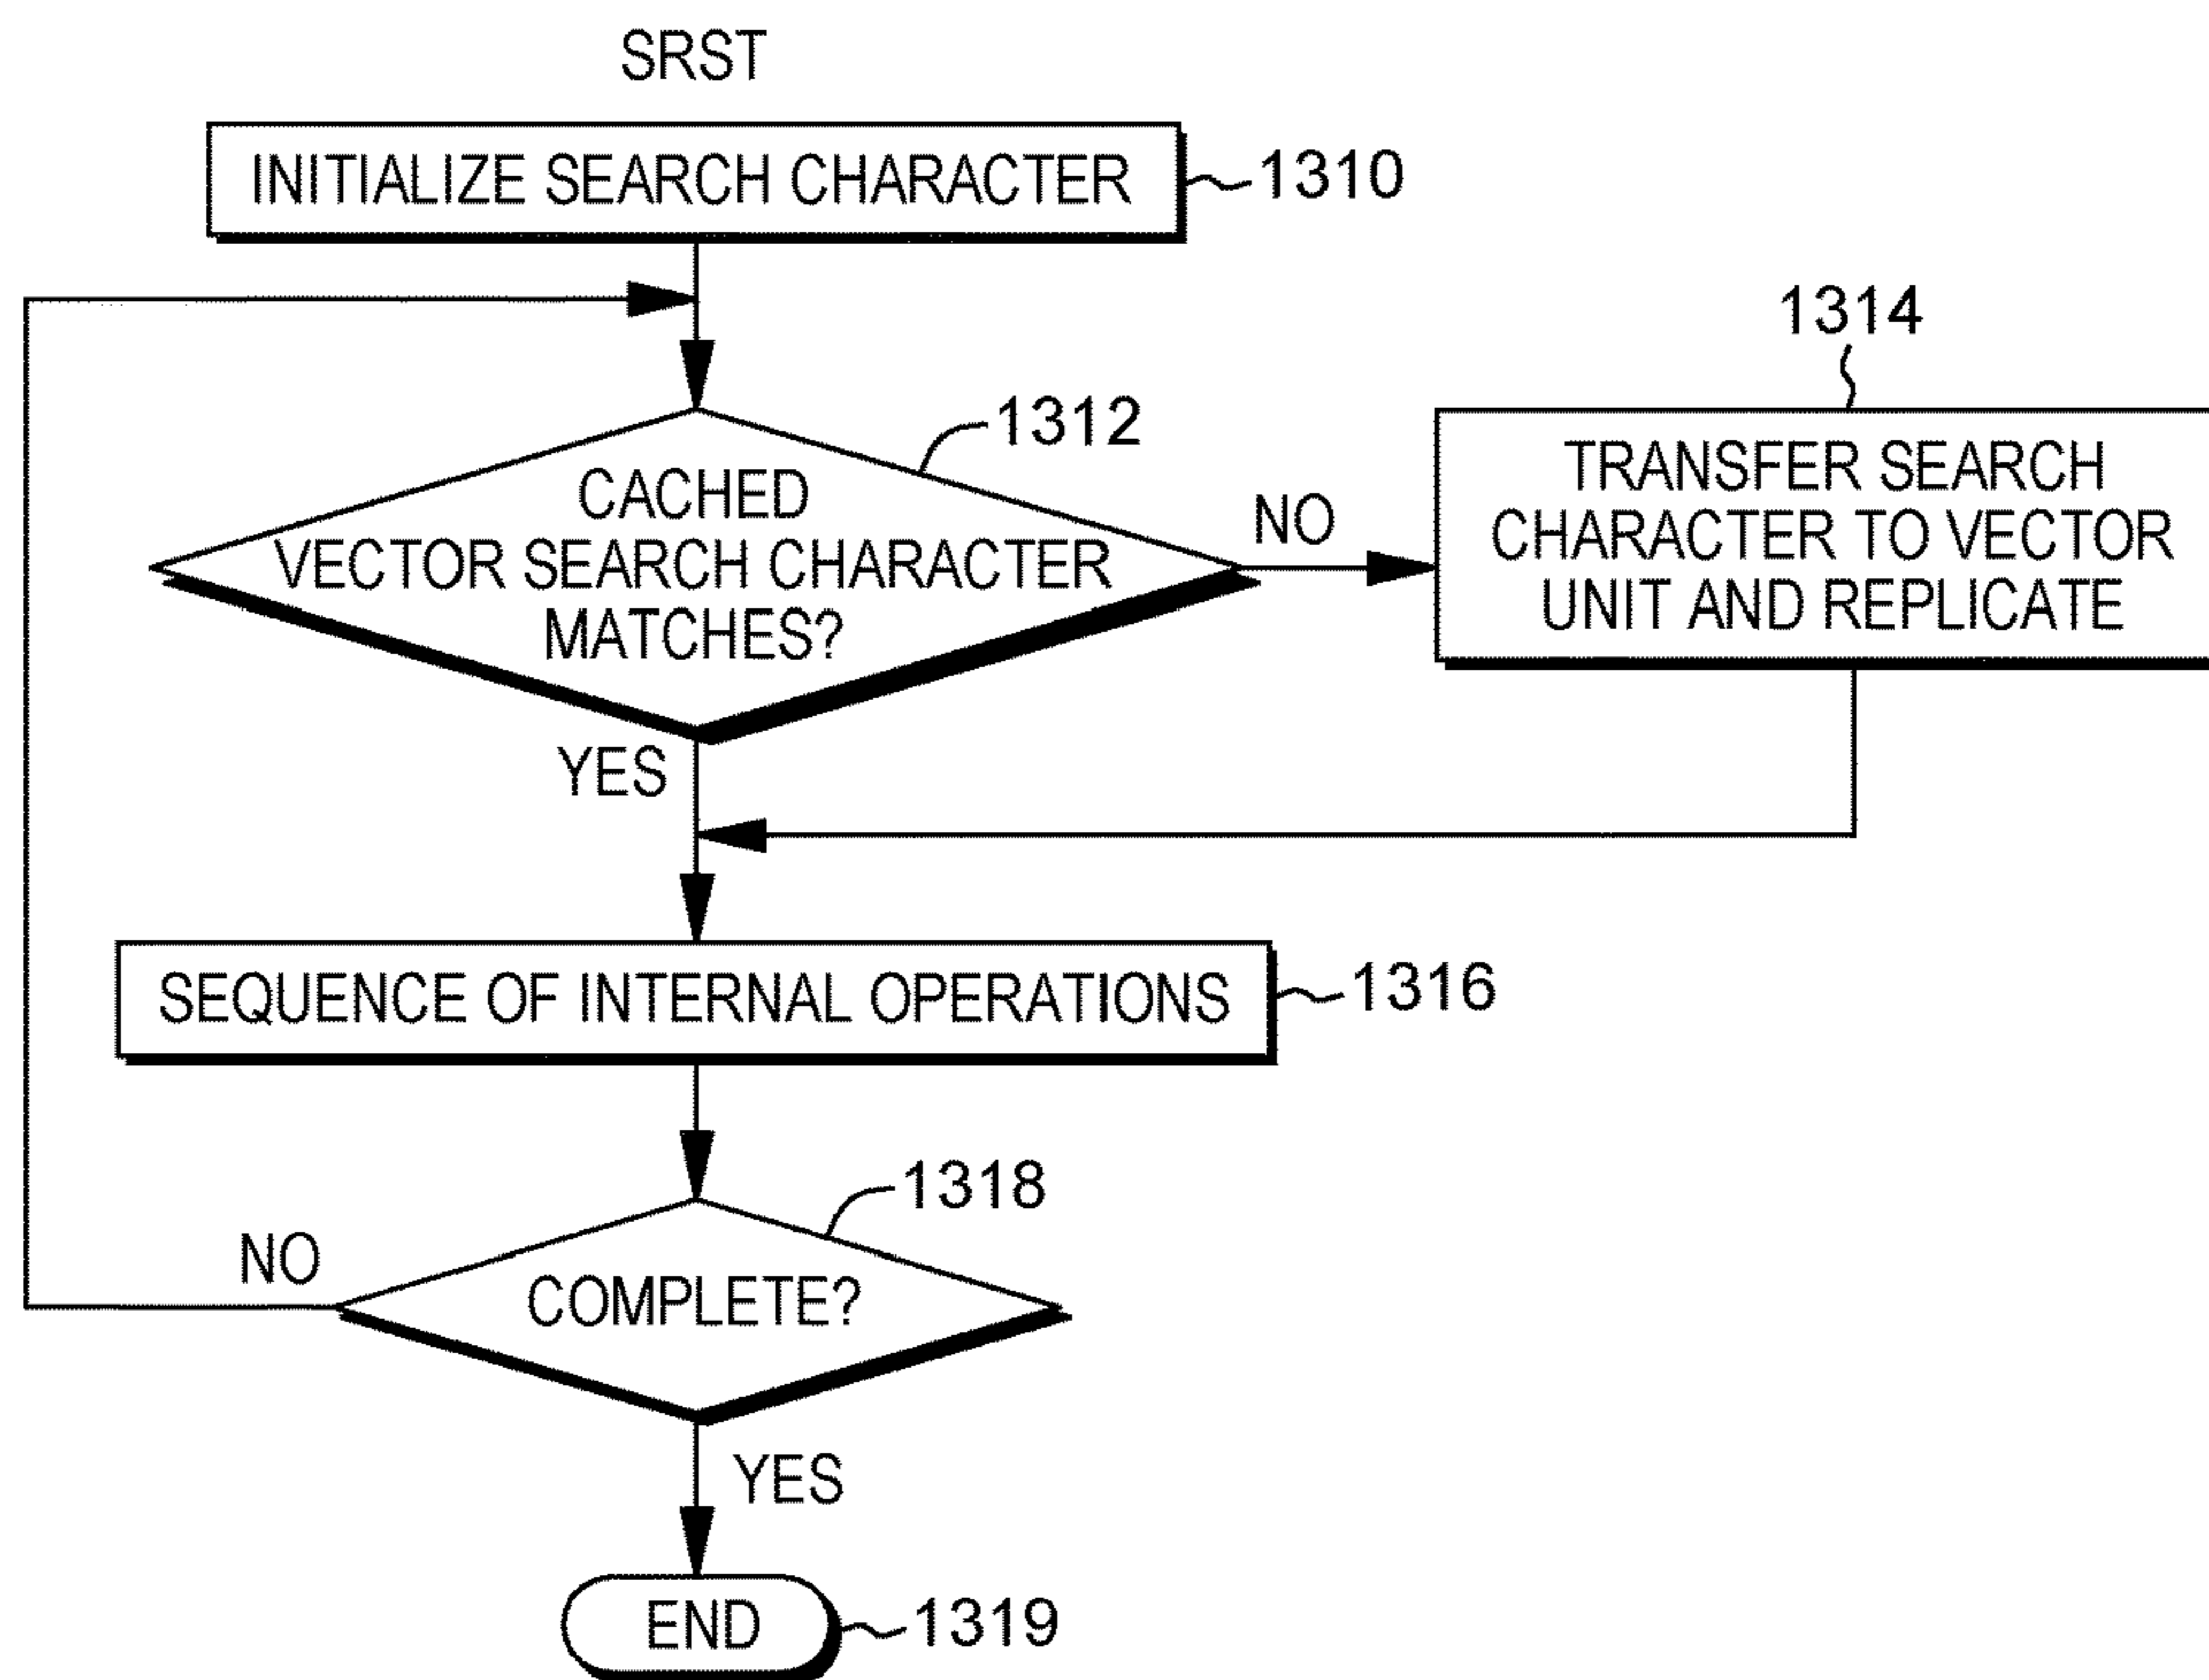 SRST
INITIALIZE SEARCH CHARACTER
1310
1314
1312
CACHED
VECTOR SEARCH CHARACTER
MATCHES?
NO
TRANSFER SEARCH
CHARACTER TO VECTOR
UNIT AND REPLICATE
YES
SEQUENCE OF INTERNAL OPERATIONS
1316
1318
NO
COMPLETE?
YES
END
1319